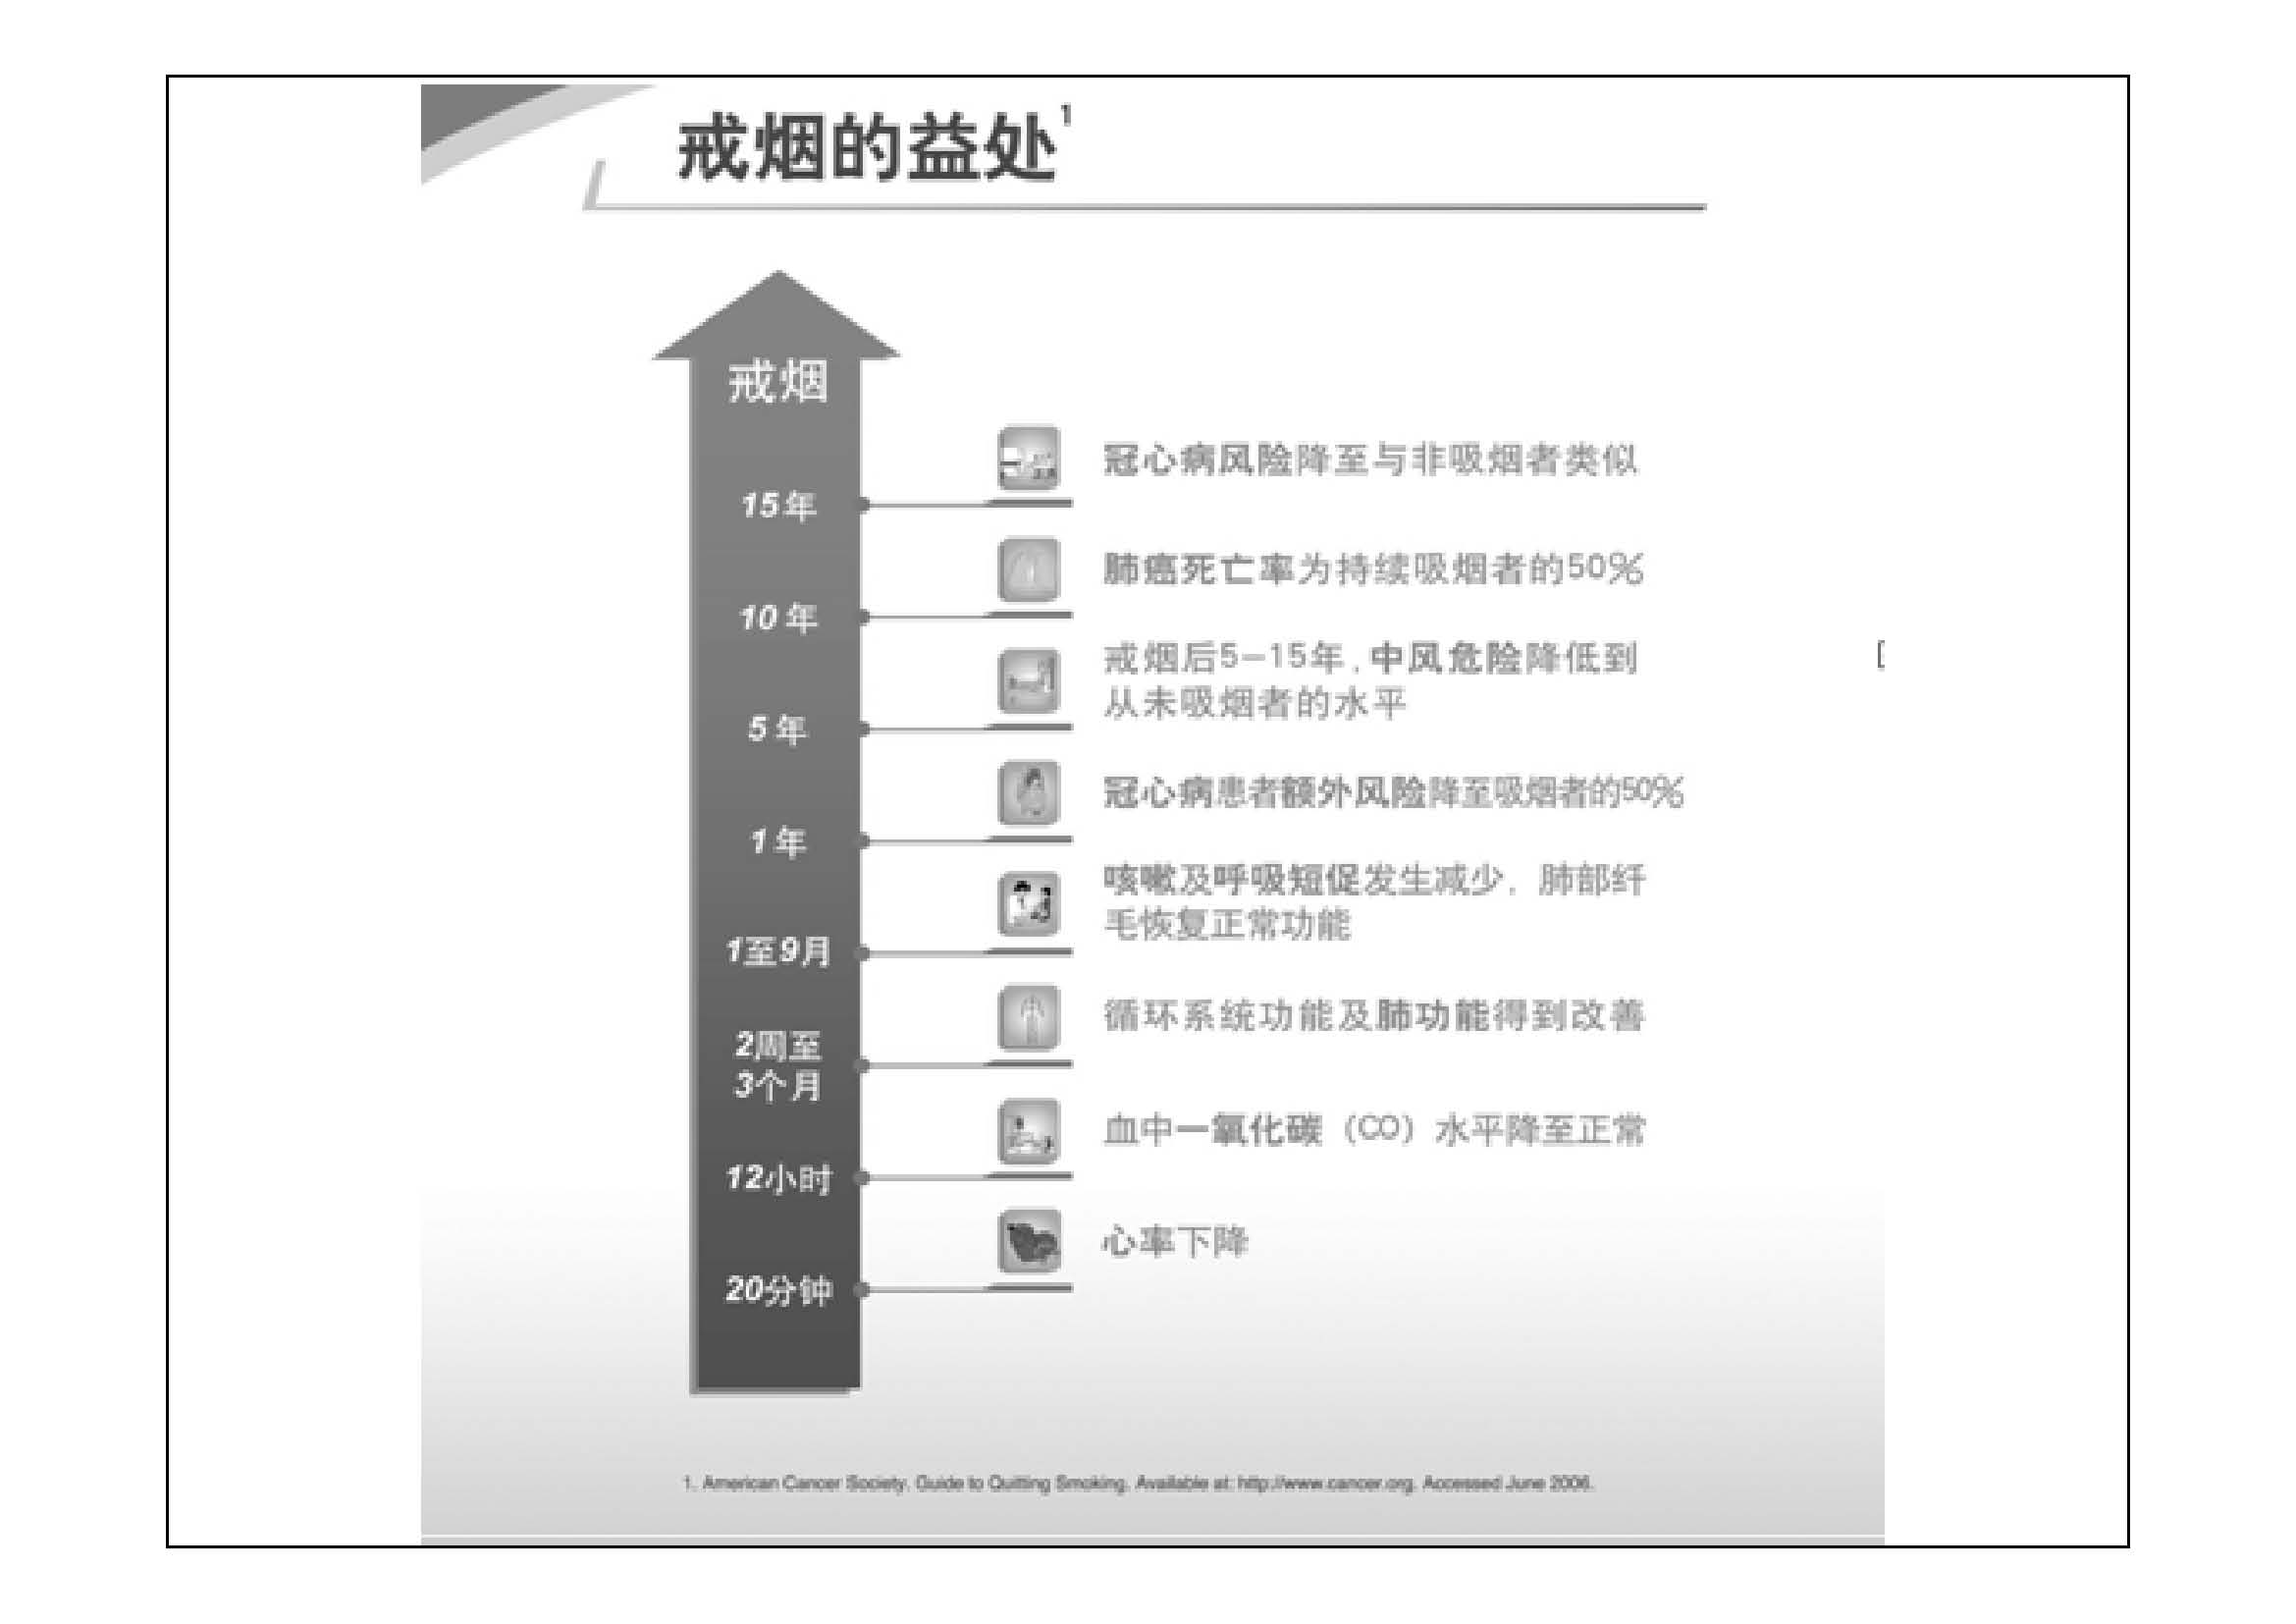 戒烟的益处1
戒烟
15年
冠心病风险降至与非吸烟者类似
10年
肺癌死亡率为持续吸烟者的50%
5年
戒烟后5-15年,中风危险降低到
从未吸烟者的水平
1年
冠心病患者额外风险降至吸烟者的50%
1至9月
咳嗽及呼吸短促发生减少,肺部纤
毛恢复正常功能
2周至
3个月
循环系统功能及肺功能得到改善
12小时
血中一氧化碳(CO)水平降至正常
20分钟
心率下降
1. American Cancer Society. Guide to Quitting Smoking. Available at: http://www.cancer.org. Accessed June 2006.